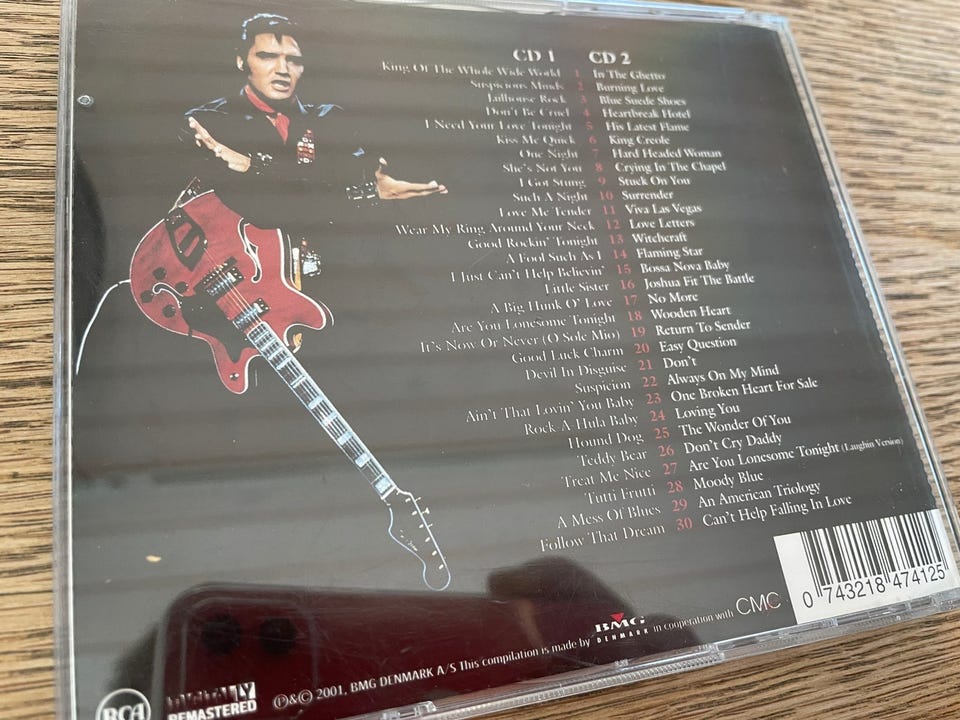 CD 1 CD 2
King Of The Whole Wide World 1 In The Ghetto
Suspicious Minds 2 Burning Love
Jailhouse Rock 3 Blue Suede Shoes
Don't Be Cruel 4 Heartbreak Hotel
I Need Your Love Tonight 5 His Latest Flame
Kiss Me Quick 6 King Creole
One Night 7 Hard Headed Woman
She's Not You 8 Crying In The Chapel
I Got Stung 9 Stuck On You
Such A Night 10 Surrender
Love Me Tender 11 Viva Las Vegas
Wear My Ring Around Your Neck 12 Love Letters
Good Rockin' Tonight 13 Witchcraft
A Fool Such As I 14 Flaming Star
I Just Can't Help Believin' 15 Bossa Nova Baby
Little Sister 16 Joshua Fit The Battle
A Big Hunk O' Love 17 No More
Are You Lonesome Tonight 18 Wooden Heart
It's Now Or Never (O Sole Mio) 19 Return To Sender
Good Luck Charm 20 Easy Question
Devil In Disguise 21 Don't
Suspicion 22 Always On My Mind
Ain't That Lovin' You Baby 23 One Broken Heart For Sale
Rock-A-Hula Baby 24 Loving You
Hound Dog 25 The Wonder Of You
Teddy Bear 26 Don't Cry Daddy
Treat Me Nice 27 Are You Lonesome Tonight (Laughin Version)
Tutti Frutti 28 Moody Blue
A Mess Of Blues 29 An American Triology
Follow That Dream 30 Can't Help Falling In Love
0 743218 474125
RCA
DIGITALLY
REMASTERED
℗&© 2001, BMG DENMARK A/S This compilation is made by BMG DENMARK in cooperation with CMC